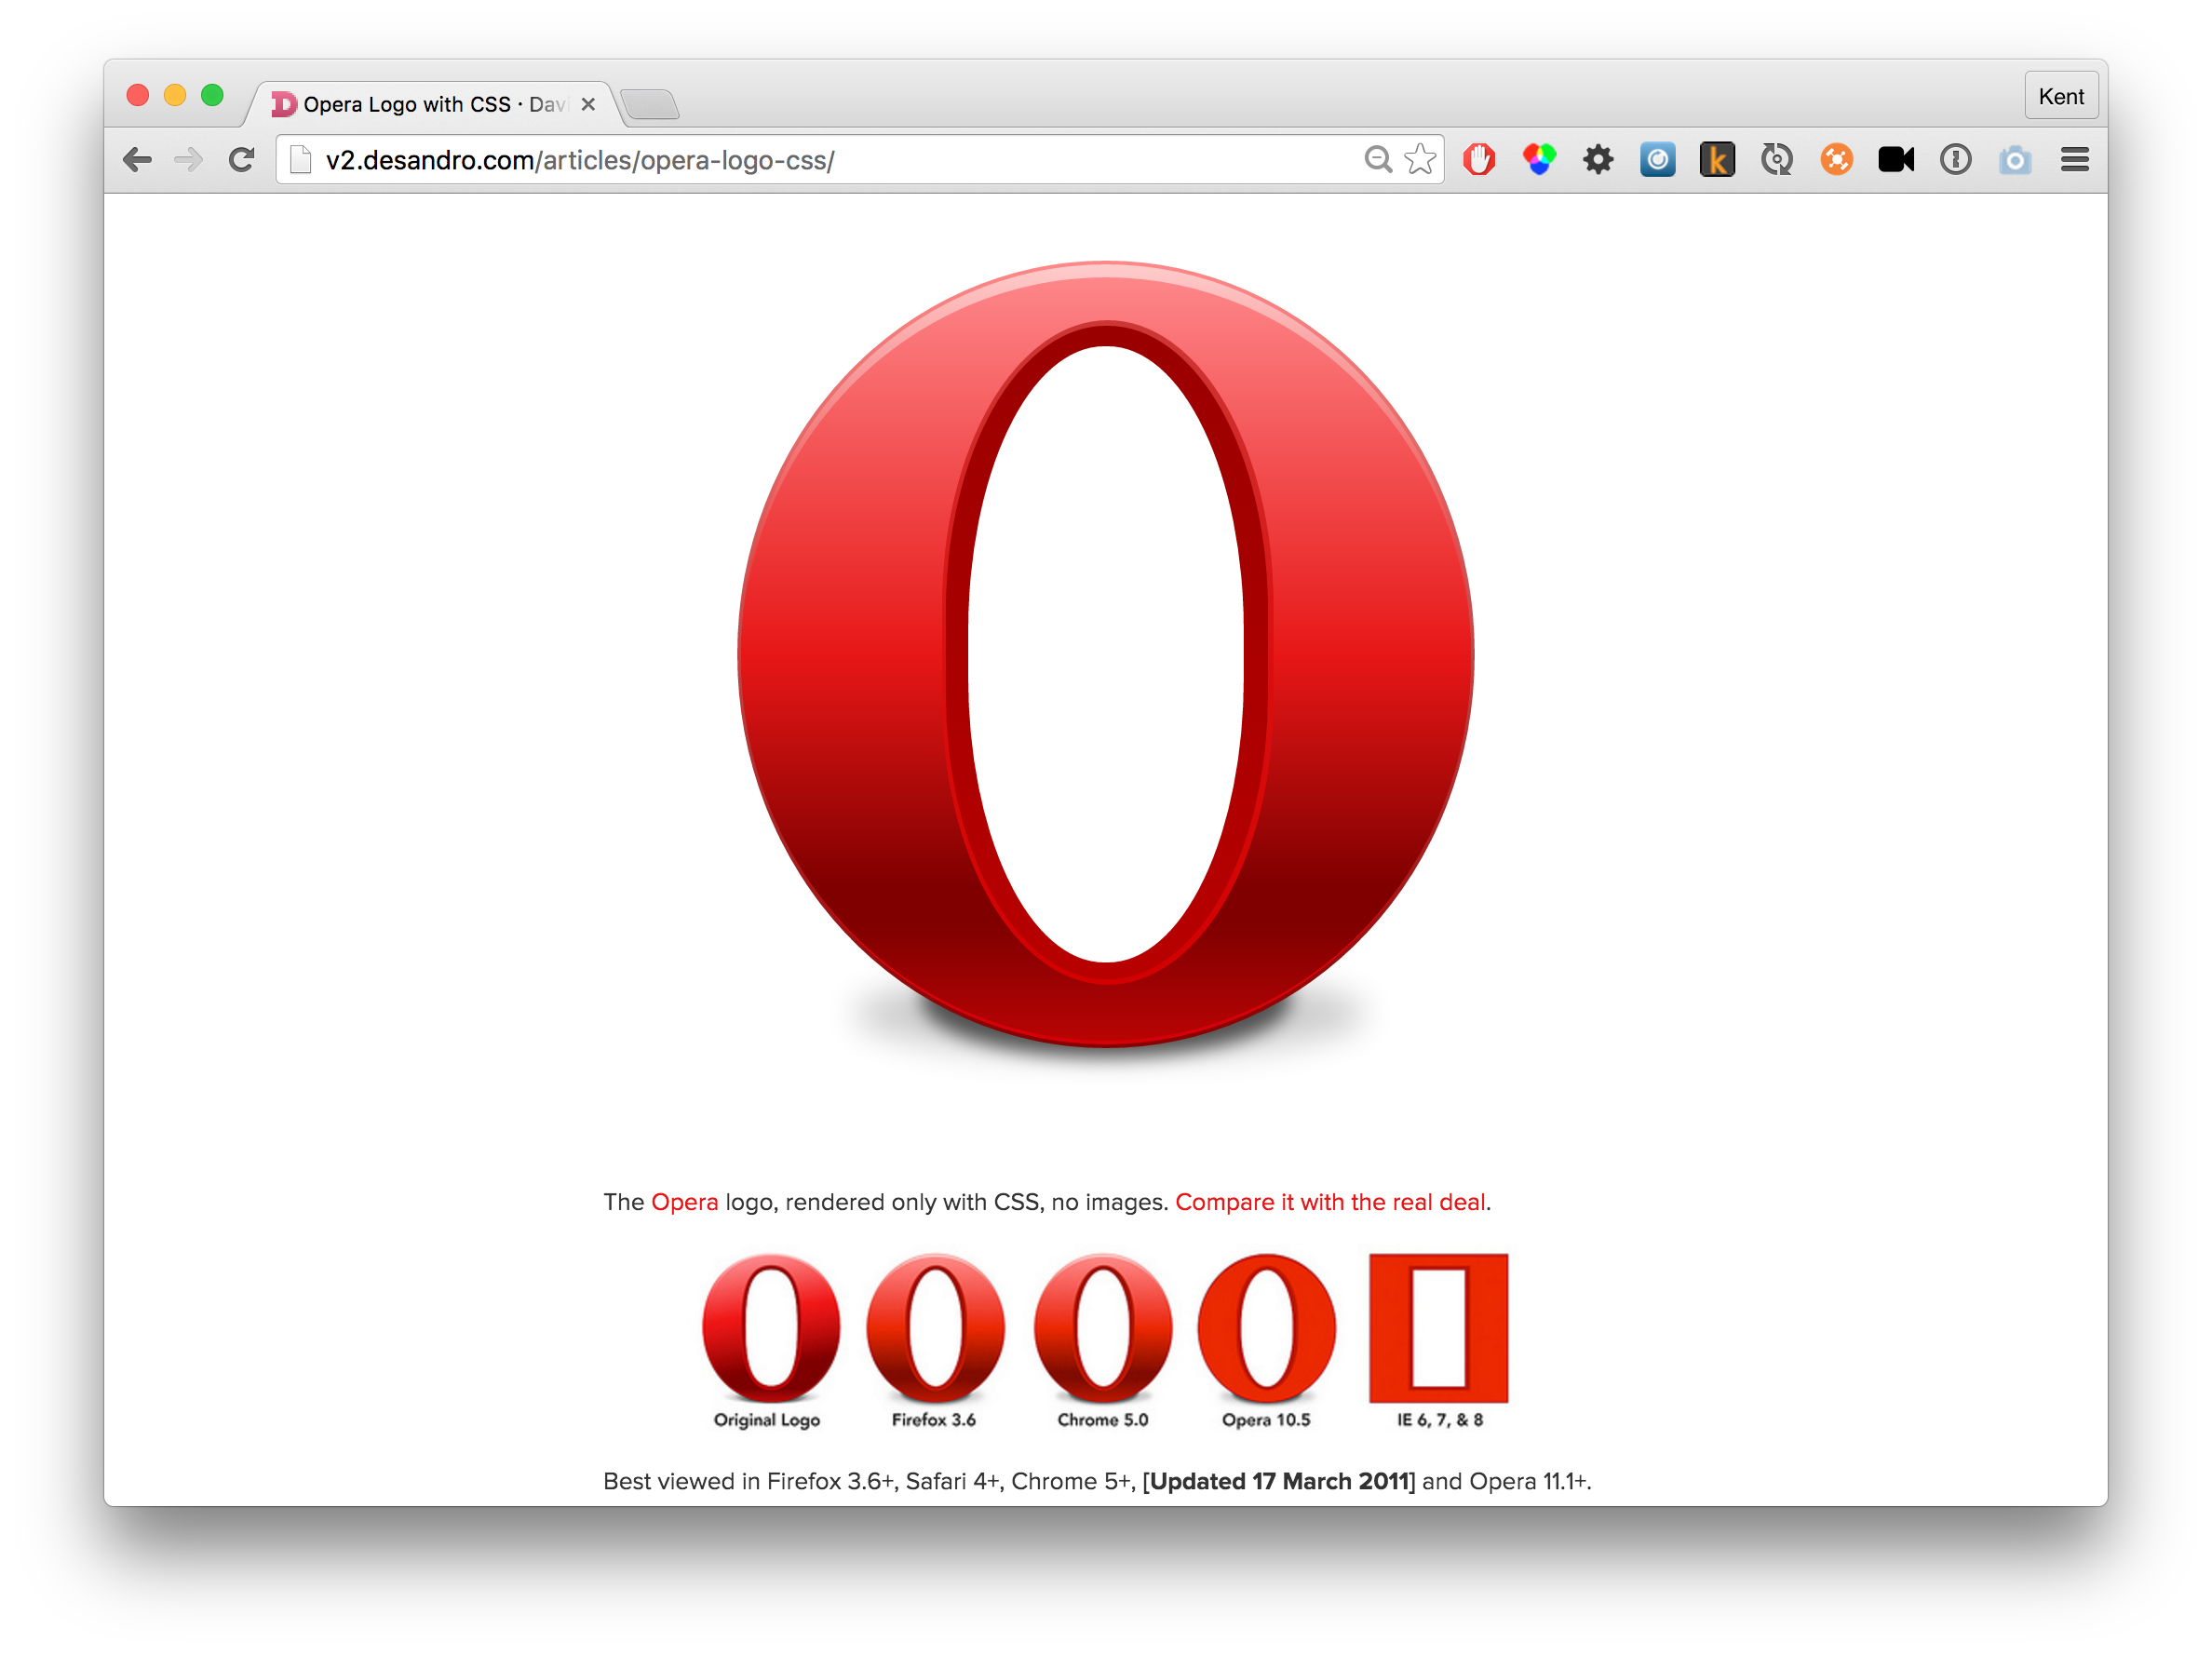 Opera Logo with CSS · Dav
Kent
v2.desandro.com/articles/opera-logo-css/
The Opera logo, rendered only with CSS, no images. Compare it with the real deal.
Original Logo Firefox 3.6 Chrome 5.0 Opera 10.5 IE 6, 7, & 8
Best viewed in Firefox 3.6+, Safari 4+, Chrome 5+, [Updated 17 March 2011] and Opera 11.1+.